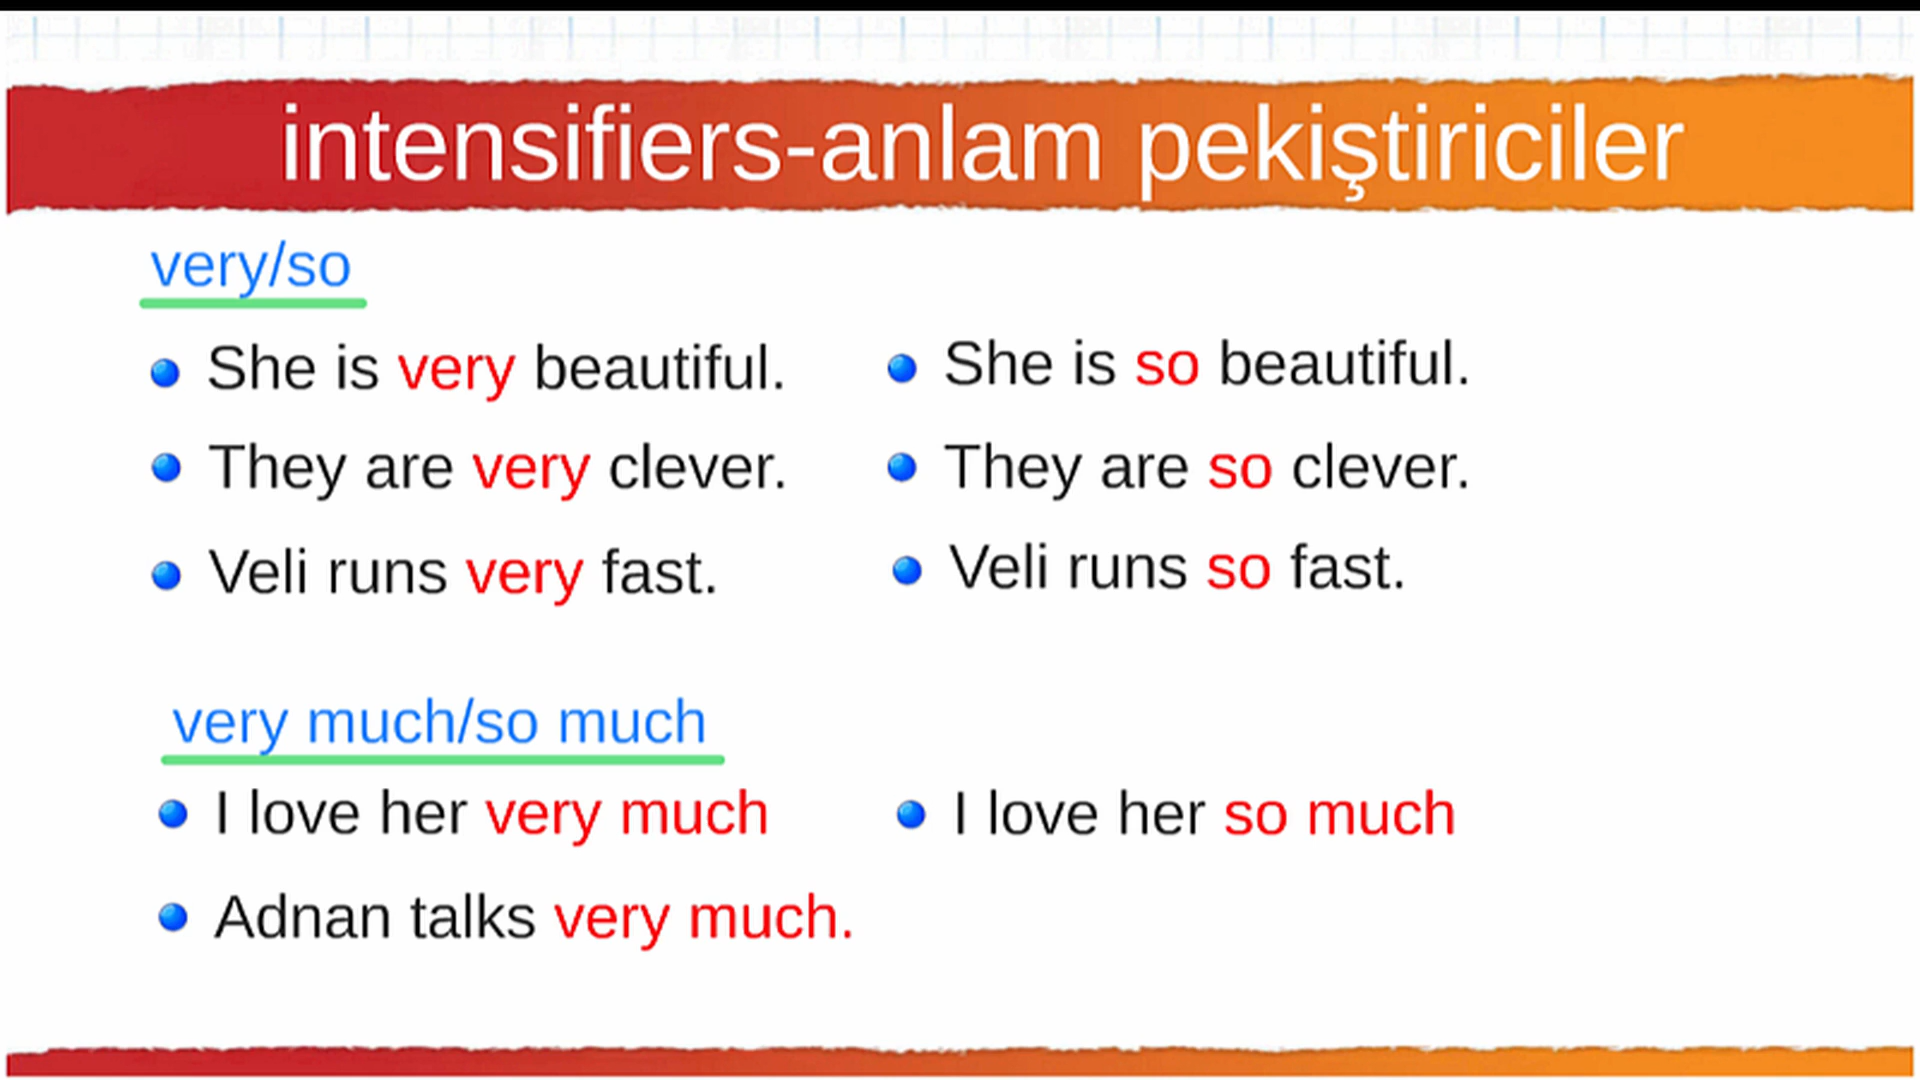 intensifiers-anlam pekiştiriciler
very/so
She is very beautiful.
She is so beautiful.
They are very clever.
They are so clever.
Veli runs very fast.
Veli runs so fast.
very much/so much
I love her very much
I love her so much
Adnan talks very much.